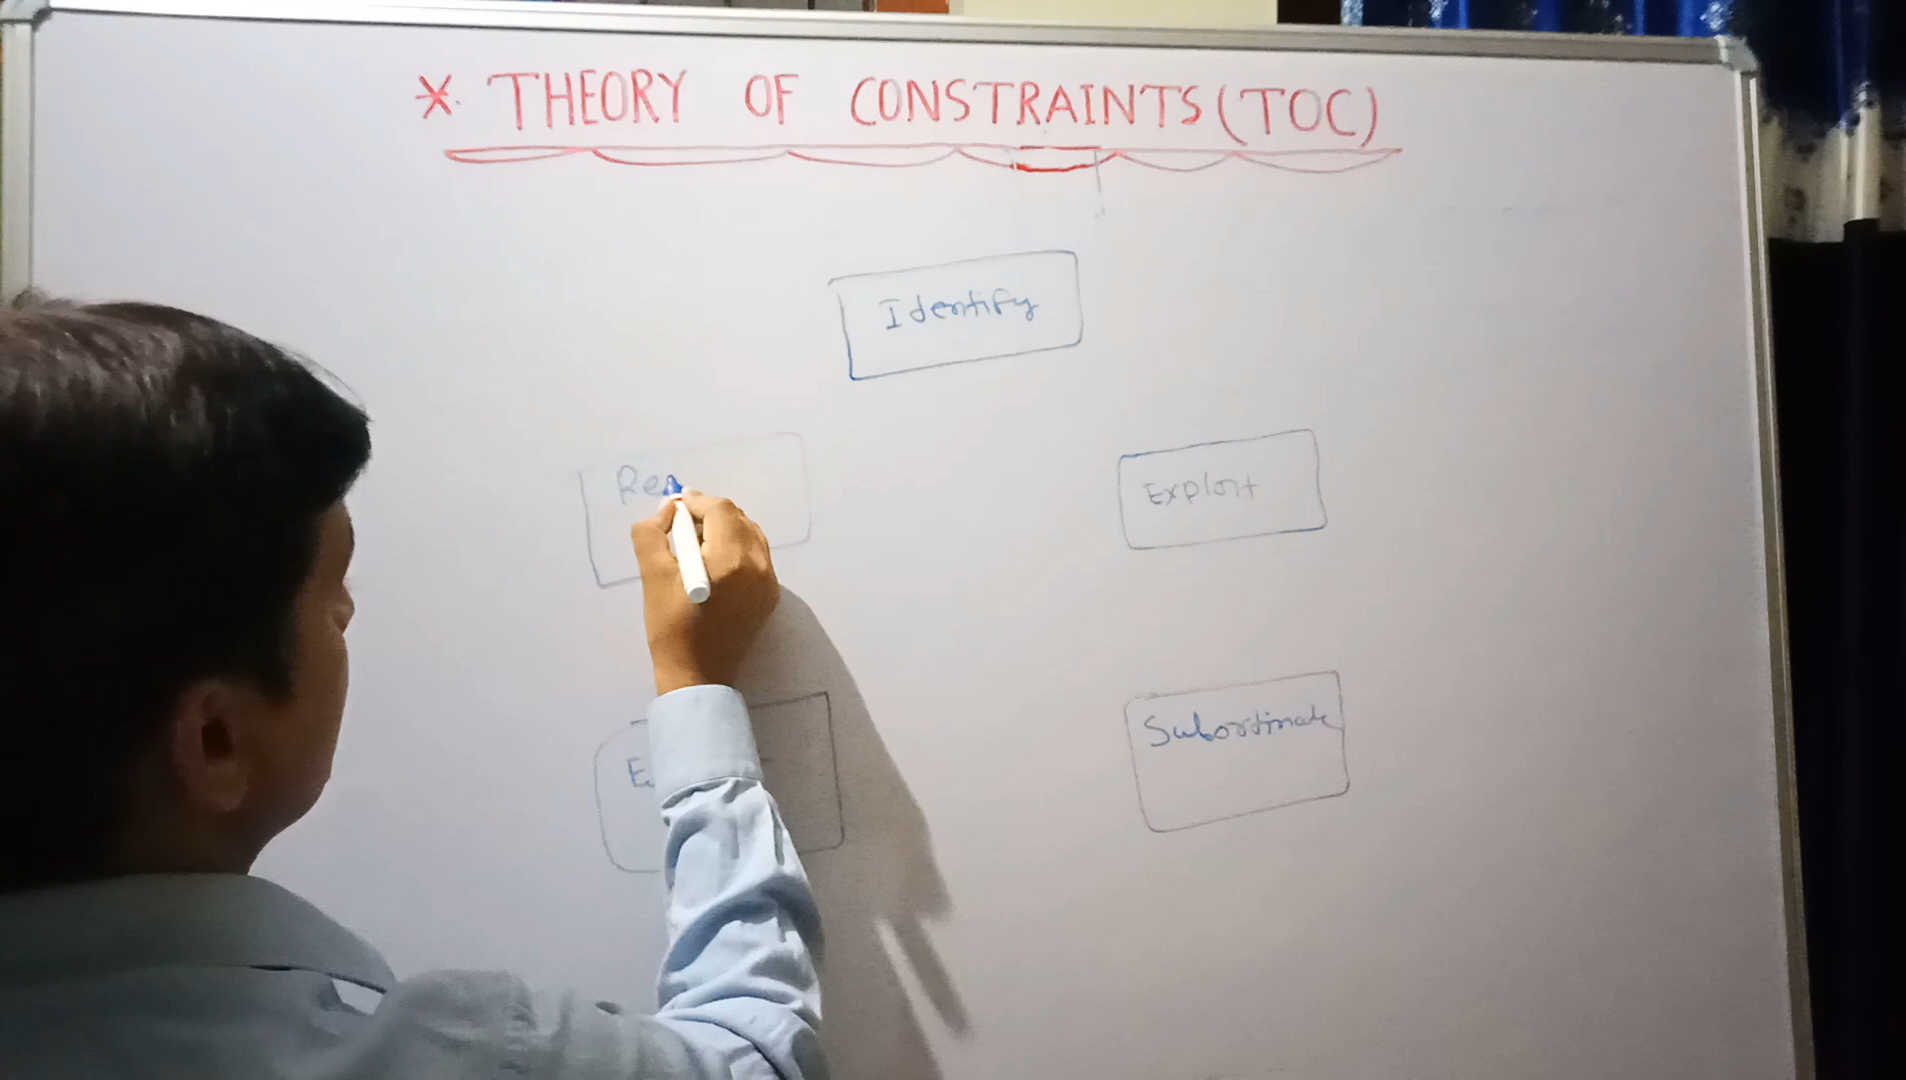 * THEORY OF CONSTRAINTS (TOC)
Identify
Exploit
Subordinate